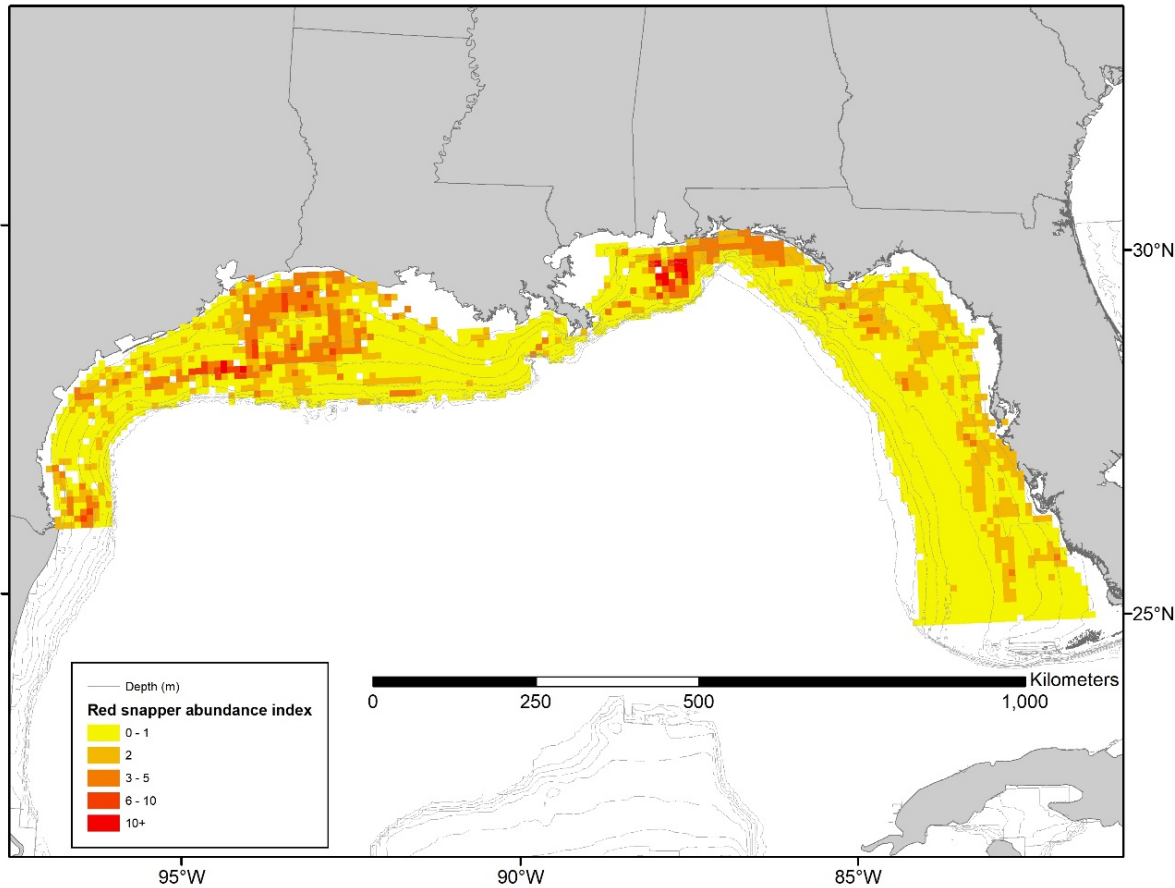 30°N
25°N
Depth (m)
Red snapper abundance index
0 - 1
2
3 - 5
6 - 10
10+
Kilometers
0 250 500 1,000
95°W 90°W 85°W